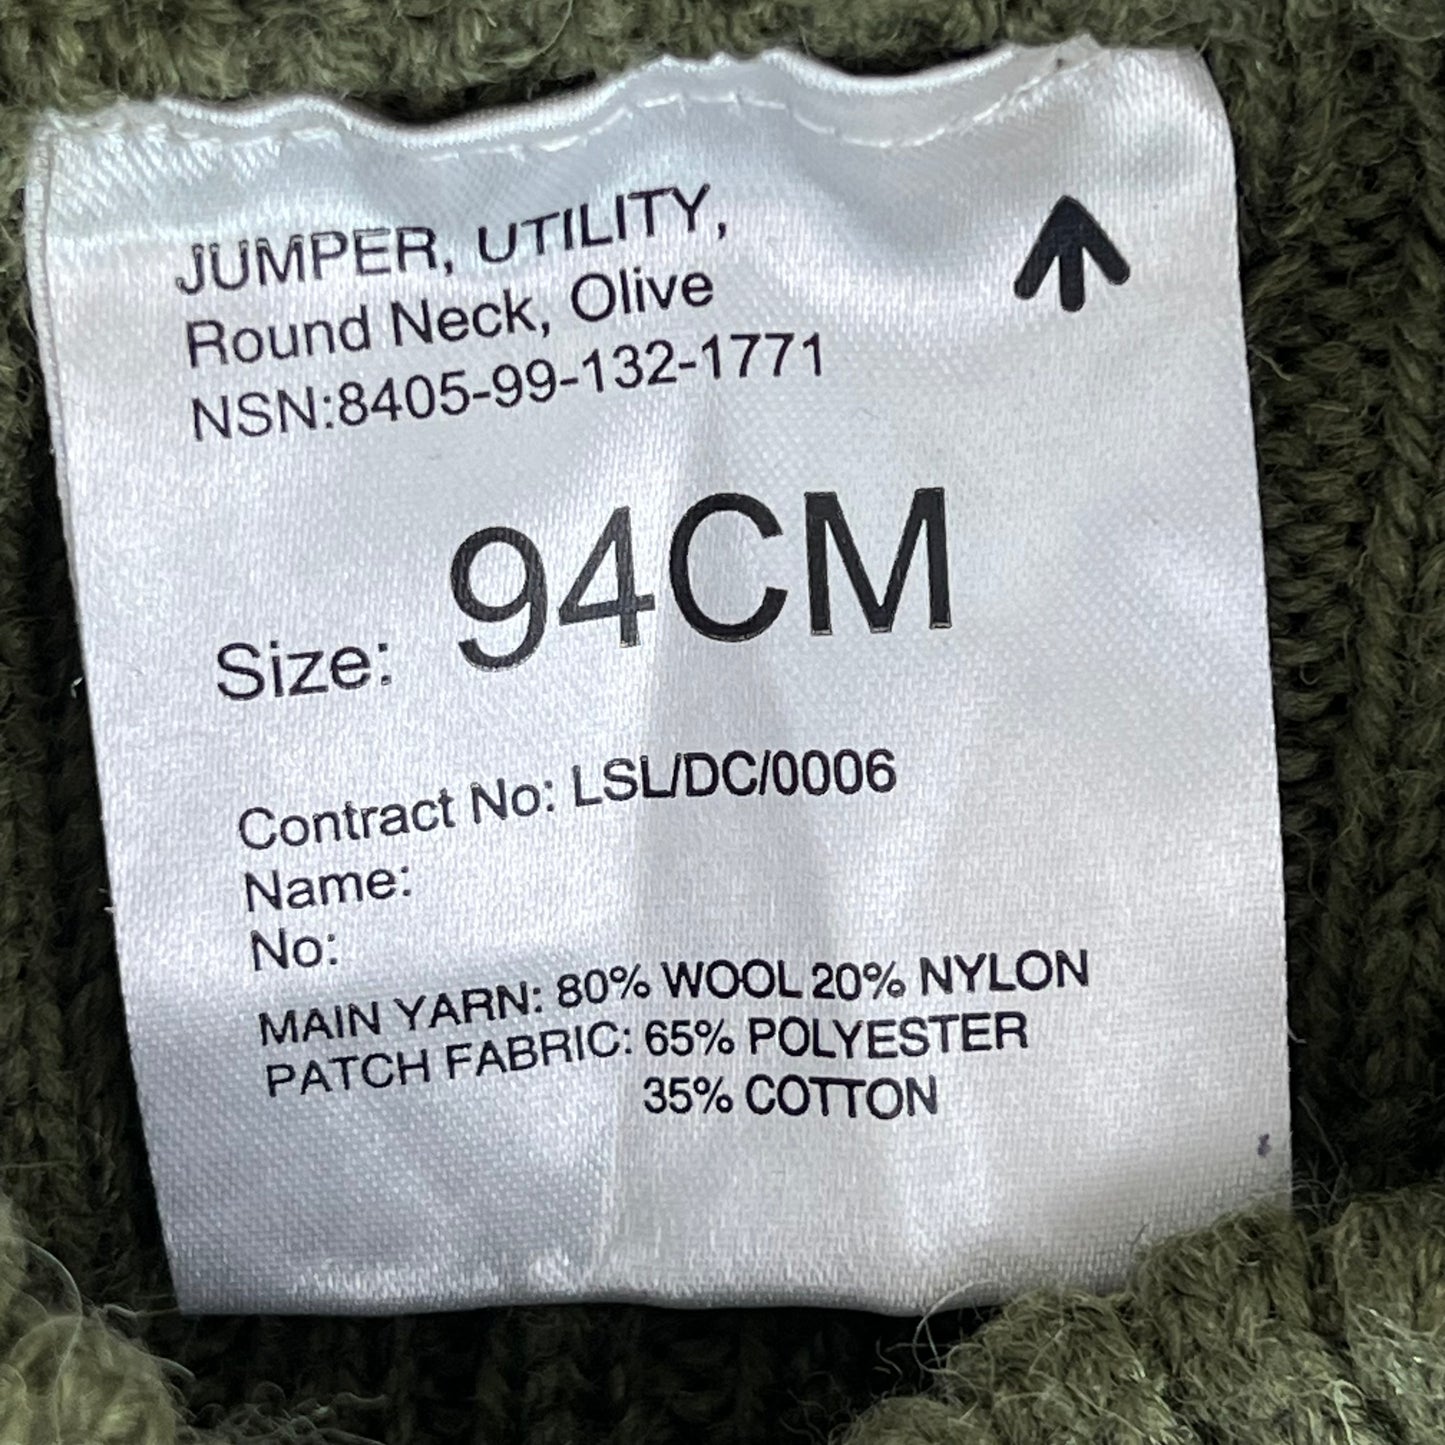 JUMPER, UTILITY,
Round Neck, Olive
NSN:8405-99-132-1771
Size: 94CM
Contract No: LSL/DC/0006
Name:
No:
MAIN YARN: 80% WOOL 20% NYLON
PATCH FABRIC: 65% POLYESTER
35% COTTON